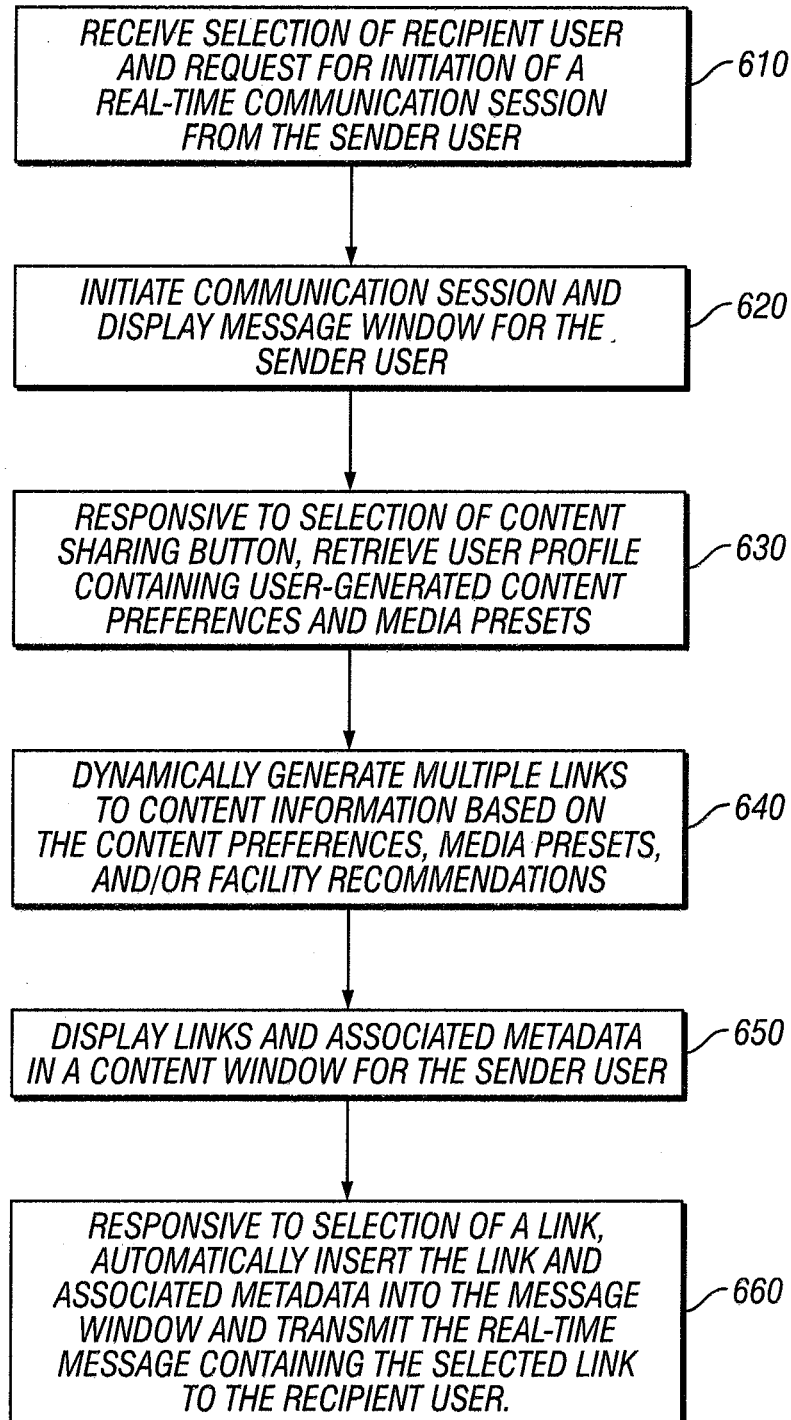 RECEIVE SELECTION OF RECIPIENT USER
AND REQUEST FOR INITIATION OF A
REAL-TIME COMMUNICATION SESSION
FROM THE SENDER USER
610
INITIATE COMMUNICATION SESSION AND
DISPLAY MESSAGE WINDOW FOR THE
SENDER USER
620
RESPONSIVE TO SELECTION OF CONTENT
SHARING BUTTON, RETRIEVE USER PROFILE
CONTAINING USER-GENERATED CONTENT
PREFERENCES AND MEDIA PRESETS
630
DYNAMICALLY GENERATE MULTIPLE LINKS
TO CONTENT INFORMATION BASED ON
THE CONTENT PREFERENCES, MEDIA PRESETS,
AND/OR FACILITY RECOMMENDATIONS
640
DISPLAY LINKS AND ASSOCIATED METADATA
IN A CONTENT WINDOW FOR THE SENDER USER
650
RESPONSIVE TO SELECTION OF A LINK,
AUTOMATICALLY INSERT THE LINK AND
ASSOCIATED METADATA INTO THE MESSAGE
WINDOW AND TRANSMIT THE REAL-TIME
MESSAGE CONTAINING THE SELECTED LINK
TO THE RECIPIENT USER.
660